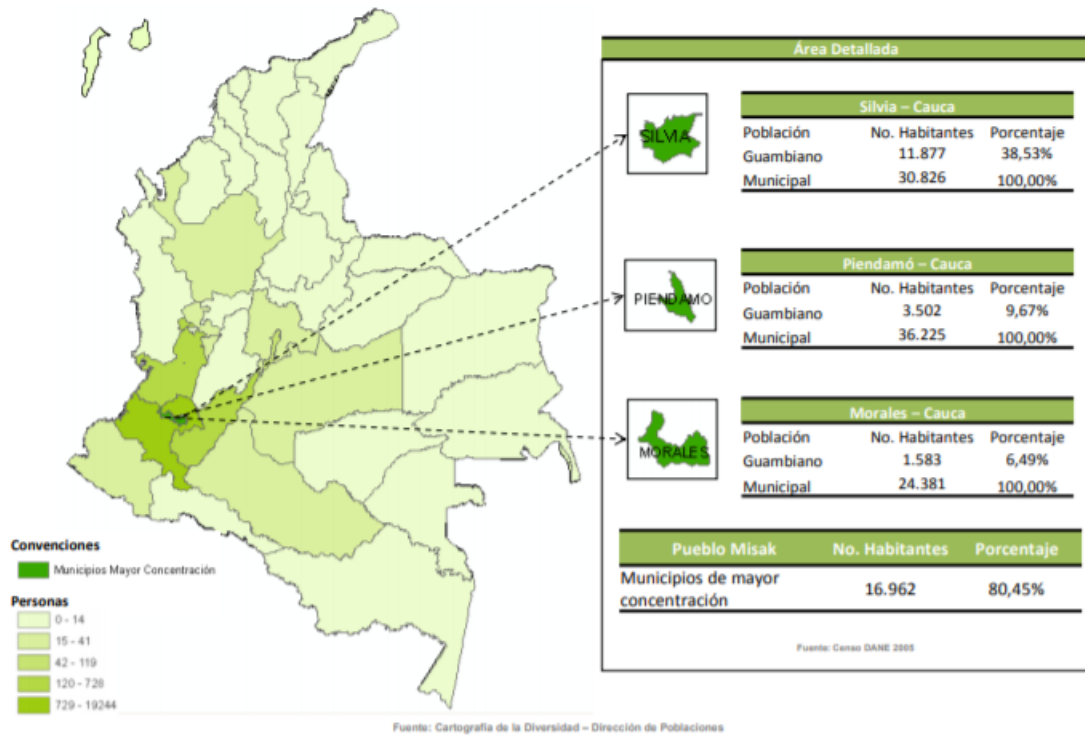 Área Detallada
SILVIA
Silvia – Cauca
Población No. Habitantes Porcentaje
Guambiano 11.877 38,53%
Municipal 30.826 100,00%
PIENDAMO
Piendamó – Cauca
Población No. Habitantes Porcentaje
Guambiano 3.502 9,67%
Municipal 36.225 100,00%
MORALES
Morales – Cauca
Población No. Habitantes Porcentaje
Guambiano 1.583 6,49%
Municipal 24.381 100,00%
Pueblo Misak No. Habitantes Porcentaje
Municipios de mayor
concentración 16.962 80,45%
Fuente: Censo DANE 2005
Convenciones
Municipios Mayor Concentración
Personas
0 - 14
15 - 41
42 - 119
120 - 728
729 - 19244
Fuente: Cartografía de la Diversidad – Dirección de Poblaciones